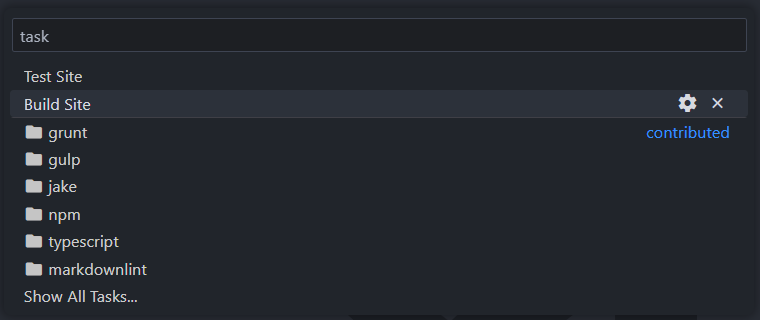 task
Test Site
Build Site
grunt contributed
gulp
jake
npm
typescript
markdownlint
Show All Tasks...